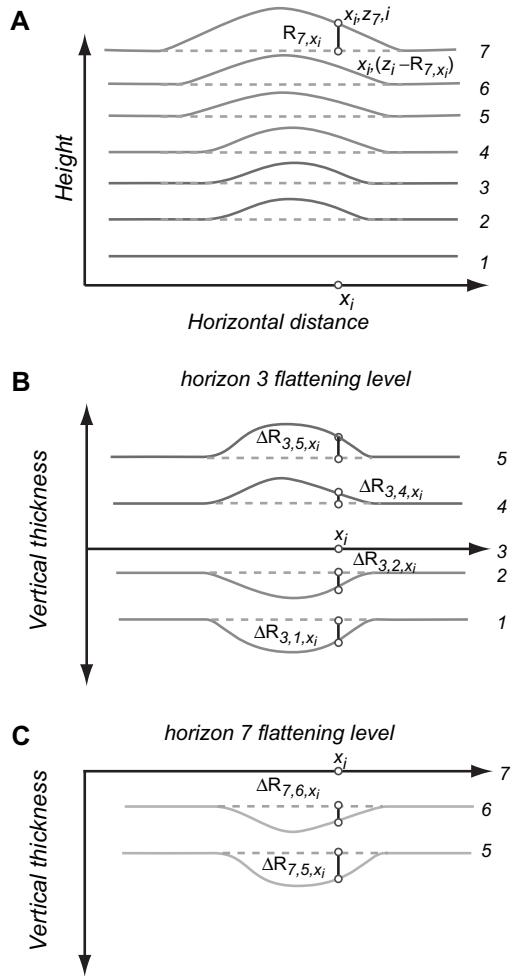 A
x_i,z_7,i
R_7,x_i
7
x_i,(z_i–R_7,x_i)
6
5
4
3
2
1
Height
x_i
Horizontal distance
B
horizon 3 flattening level
ΔR_3,5,x_i
5
ΔR_3,4,x_i
4
x_i
3
ΔR_3,2,x_i
2
ΔR_3,1,x_i
1
Vertical thickness
C
horizon 7 flattening level
x_i
7
ΔR_7,6,x_i
6
5
ΔR_7,5,x_i
Vertical thickness